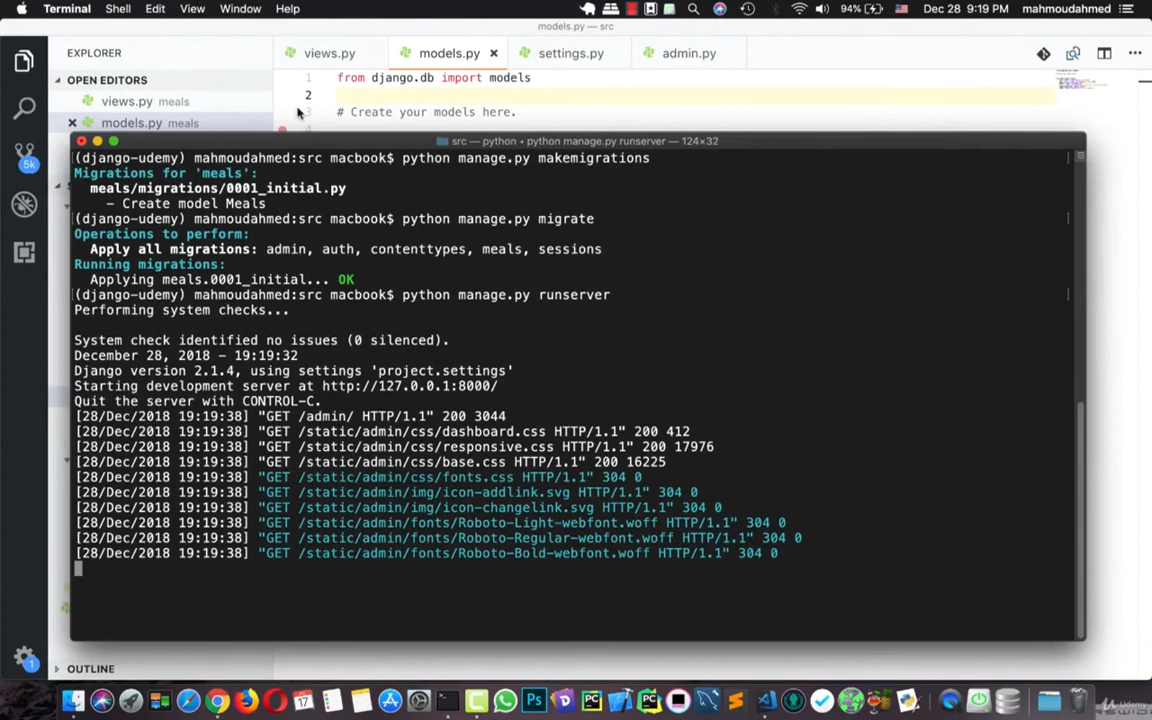 Terminal Shell Edit View Window Help 94% Dec 28 9:19 PM mahmoudahmed
models.py — src
EXPLORER
views.py models.py settings.py admin.py
OPEN EDITORS
views.py meals
models.py meals
1 from django.db import models
2
3 # Create your models here.
4
src — python • python manage.py runserver — 124×32
[(django-udemy) mahmoudahmed:src macbook$ python manage.py makemigrations ]
Migrations for 'meals':
meals/migrations/0001_initial.py
- Create model Meals
[(django-udemy) mahmoudahmed:src macbook$ python manage.py migrate ]
Operations to perform:
Apply all migrations: admin, auth, contenttypes, meals, sessions
Running migrations:
Applying meals.0001_initial... OK
[(django-udemy) mahmoudahmed:src macbook$ python manage.py runserver ]
Performing system checks...
System check identified no issues (0 silenced).
December 28, 2018 - 19:19:32
Django version 2.1.4, using settings 'project.settings'
Starting development server at http://127.0.0.1:8000/
Quit the server with CONTROL-C.
[28/Dec/2018 19:19:38] "GET /admin/ HTTP/1.1" 200 3044
[28/Dec/2018 19:19:38] "GET /static/admin/css/dashboard.css HTTP/1.1" 200 412
[28/Dec/2018 19:19:38] "GET /static/admin/css/responsive.css HTTP/1.1" 200 17976
[28/Dec/2018 19:19:38] "GET /static/admin/css/base.css HTTP/1.1" 200 16225
[28/Dec/2018 19:19:38] "GET /static/admin/css/fonts.css HTTP/1.1" 304 0
[28/Dec/2018 19:19:38] "GET /static/admin/img/icon-addlink.svg HTTP/1.1" 304 0
[28/Dec/2018 19:19:38] "GET /static/admin/img/icon-changelink.svg HTTP/1.1" 304 0
[28/Dec/2018 19:19:38] "GET /static/admin/fonts/Roboto-Light-webfont.woff HTTP/1.1" 304 0
[28/Dec/2018 19:19:38] "GET /static/admin/fonts/Roboto-Regular-webfont.woff HTTP/1.1" 304 0
[28/Dec/2018 19:19:38] "GET /static/admin/fonts/Roboto-Bold-webfont.woff HTTP/1.1" 304 0
5k
1
OUTLINE
17
Ps
PC
PC
Udemy